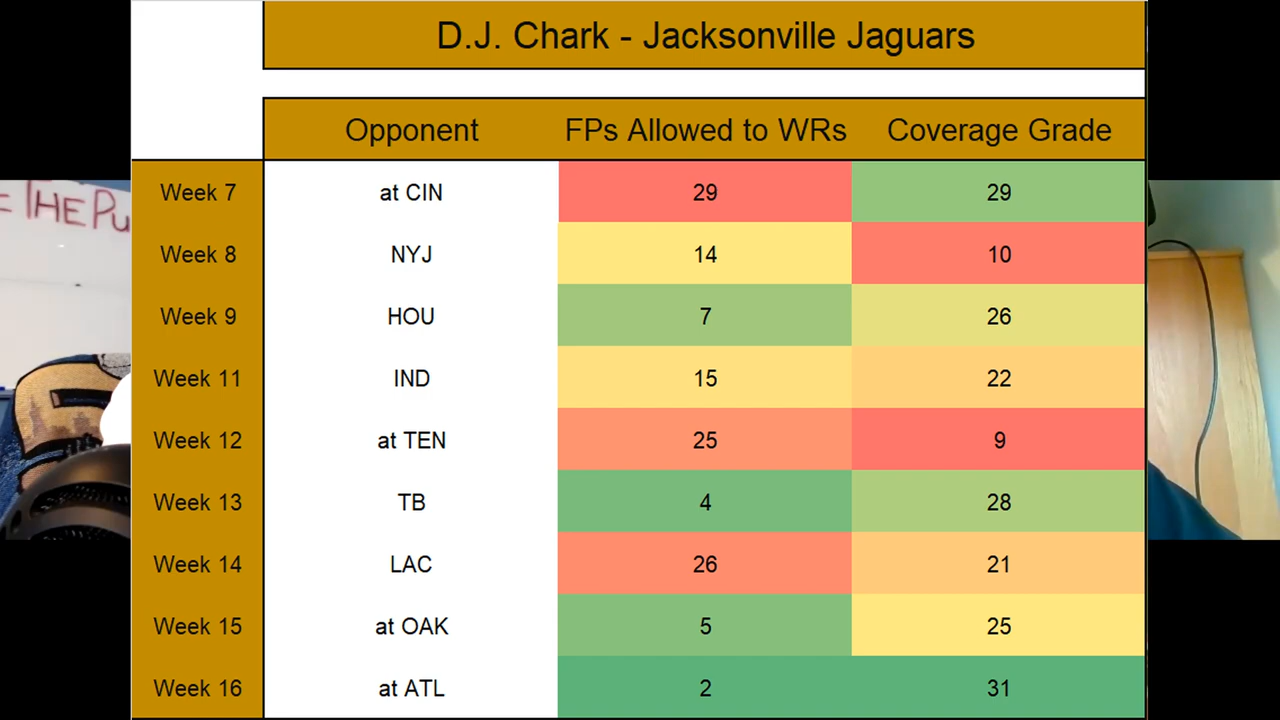 D.J. Chark - Jacksonville Jaguars
Opponent FPs Allowed to WRs Coverage Grade
Week 7 at CIN 29 29
Week 8 NYJ 14 10
Week 9 HOU 7 26
Week 11 IND 15 22
Week 12 at TEN 25 9
Week 13 TB 4 28
Week 14 LAC 26 21
Week 15 at OAK 5 25
Week 16 at ATL 2 31
THE